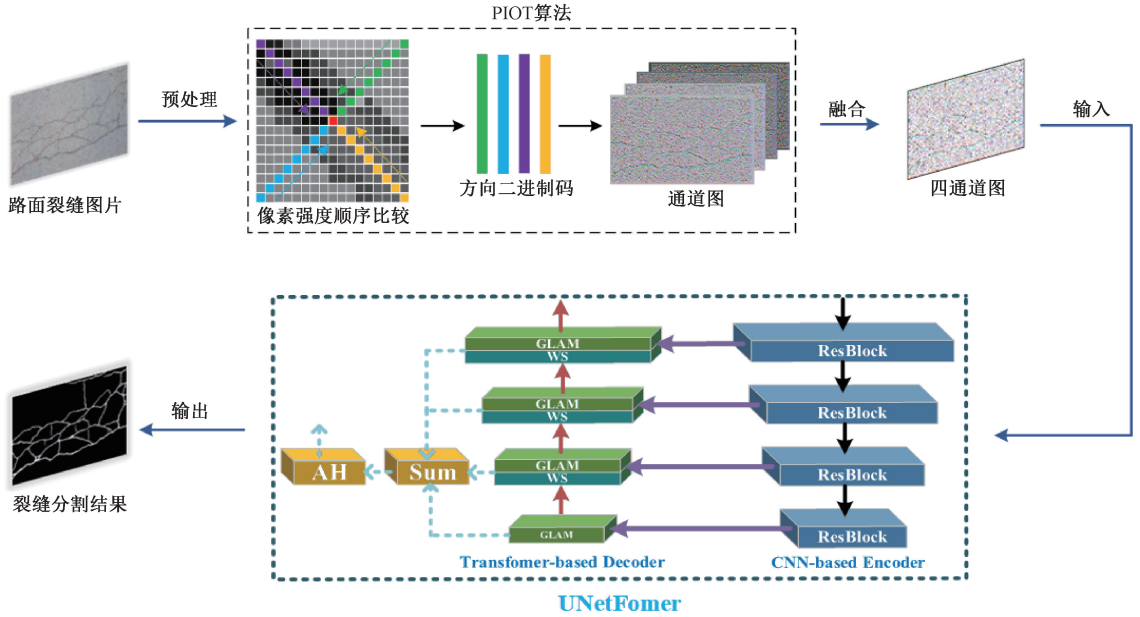 PIOT算法
预处理
融合
输入
路面裂缝图片
像素强度顺序比较
方向二进制码
通道图
四通道图
GLAM
WS
ResBlock
GLAM
WS
ResBlock
输出
AH
Sum
GLAM
WS
ResBlock
GLAM
ResBlock
裂缝分割结果
Transfomer-based Decoder
CNN-based Encoder
UNetFomer